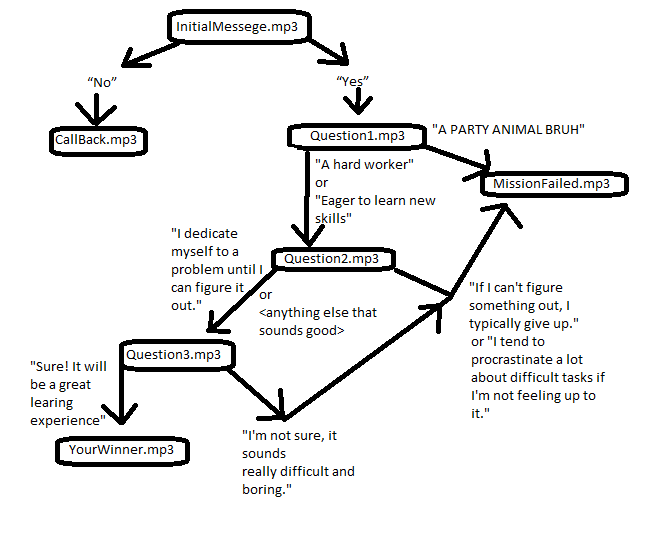 InitialMessege.mp3
“No”
“Yes”
CallBack.mp3
Question1.mp3
"A PARTY ANIMAL BRUH"
"A hard worker"
or
"Eager to learn new
skills"
MissionFailed.mp3
"I dedicate
myself to a
problem until I
can figure it
out."
Question2.mp3
or
<anything else that
sounds good>
"If I can't figure
something out, I
typically give up."
or "I tend to
procrastinate a lot
about difficult tasks if
I'm not feeling up to
it."
Question3.mp3
"Sure! It will
be a great
learing
experience"
"I'm not sure, it
sounds
really difficult and
boring."
YourWinner.mp3